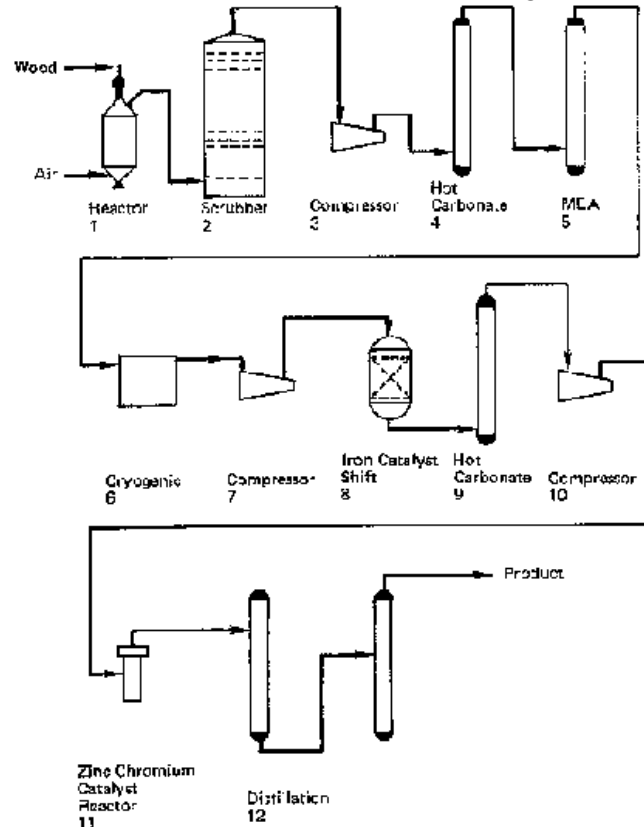 Wood
Air
Reactor
1
Scrubber
2
Compressor
3
Hot
Carbonate
4
MEA
5
Cryogenic
6
Compressor
7
Iron Catalyst
Shift
8
Hot
Carbonate
9
Compressor
10
Product
Zinc Chromium
Catalyst
Reactor
11
Distillation
12